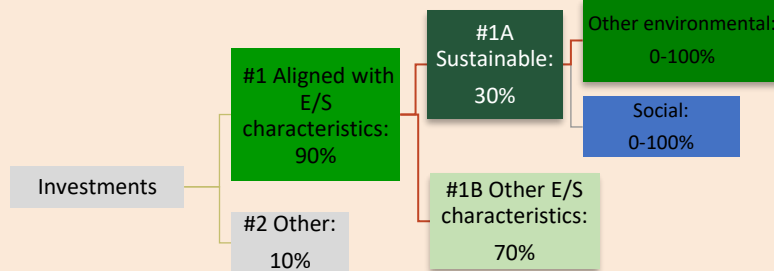 Investments
#1 Aligned with
E/S
characteristics:
90%
#2 Other:
10%
#1A
Sustainable:
30%
#1B Other E/S
characteristics:
70%
Other environmental:
0-100%
Social:
0-100%